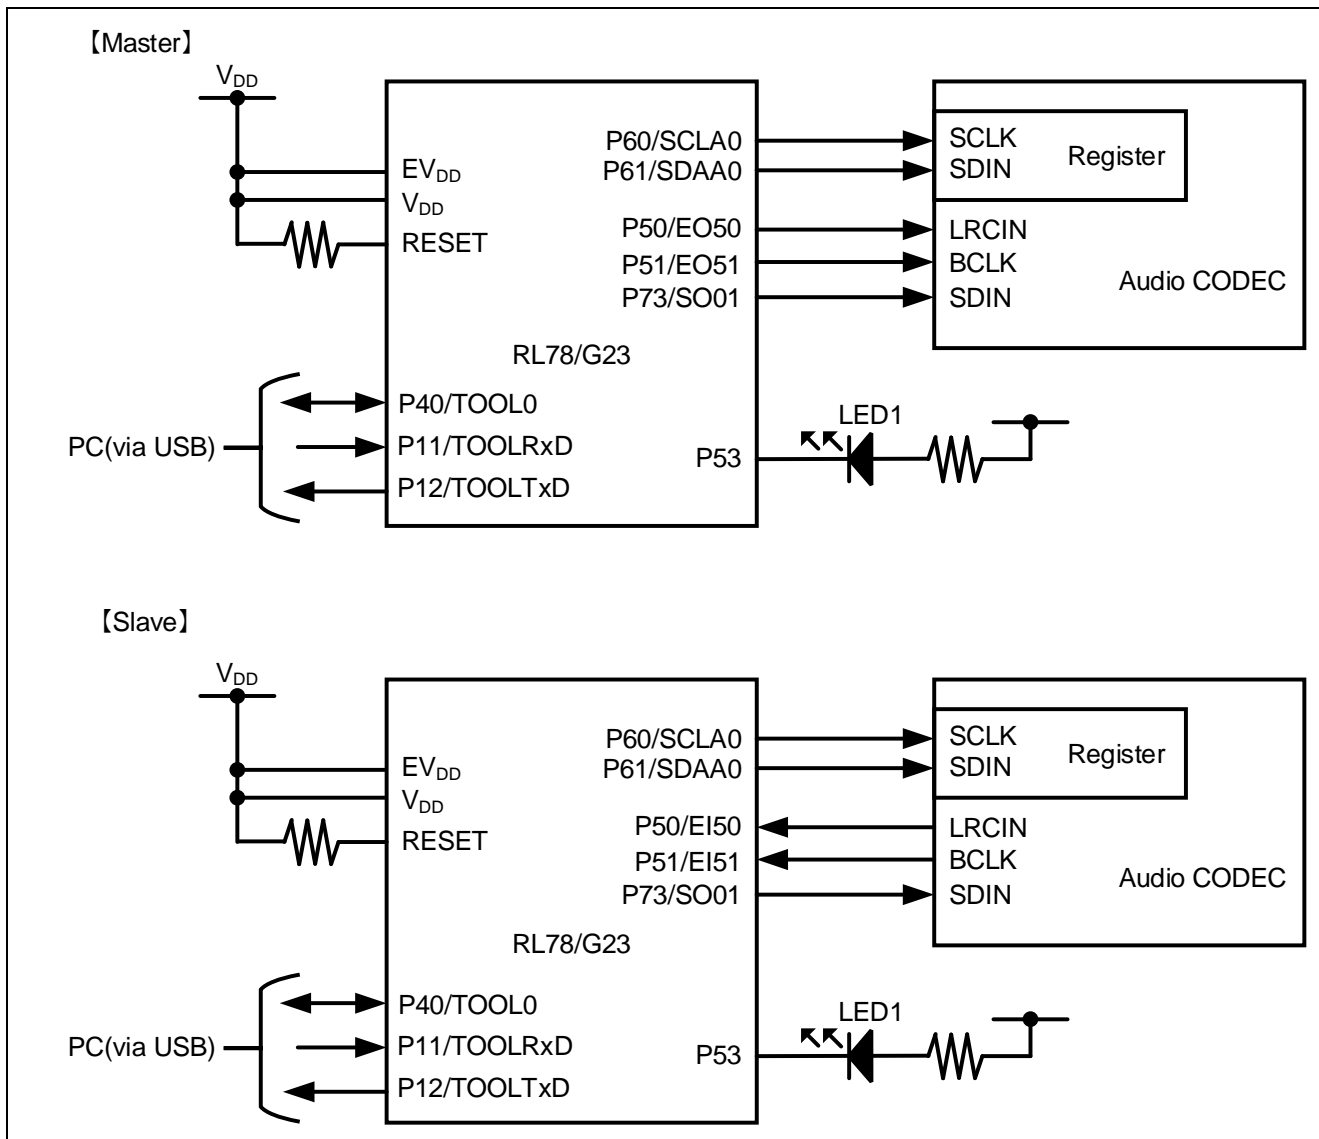 【Master】
VDD
EVDD
VDD
RESET
P60/SCLA0
P61/SDAA0
P50/EO50
P51/EO51
P73/SO01
SCLK
SDIN
Register
LRCIN
BCLK
SDIN
Audio CODEC
RL78/G23
PC(via USB)
P40/TOOL0
P11/TOOLRxD
P12/TOOLTxD
P53
LED1
【Slave】
VDD
EVDD
VDD
RESET
P60/SCLA0
P61/SDAA0
P50/EI50
P51/EI51
P73/SO01
SCLK
SDIN
Register
LRCIN
BCLK
SDIN
Audio CODEC
RL78/G23
PC(via USB)
P40/TOOL0
P11/TOOLRxD
P12/TOOLTxD
P53
LED1